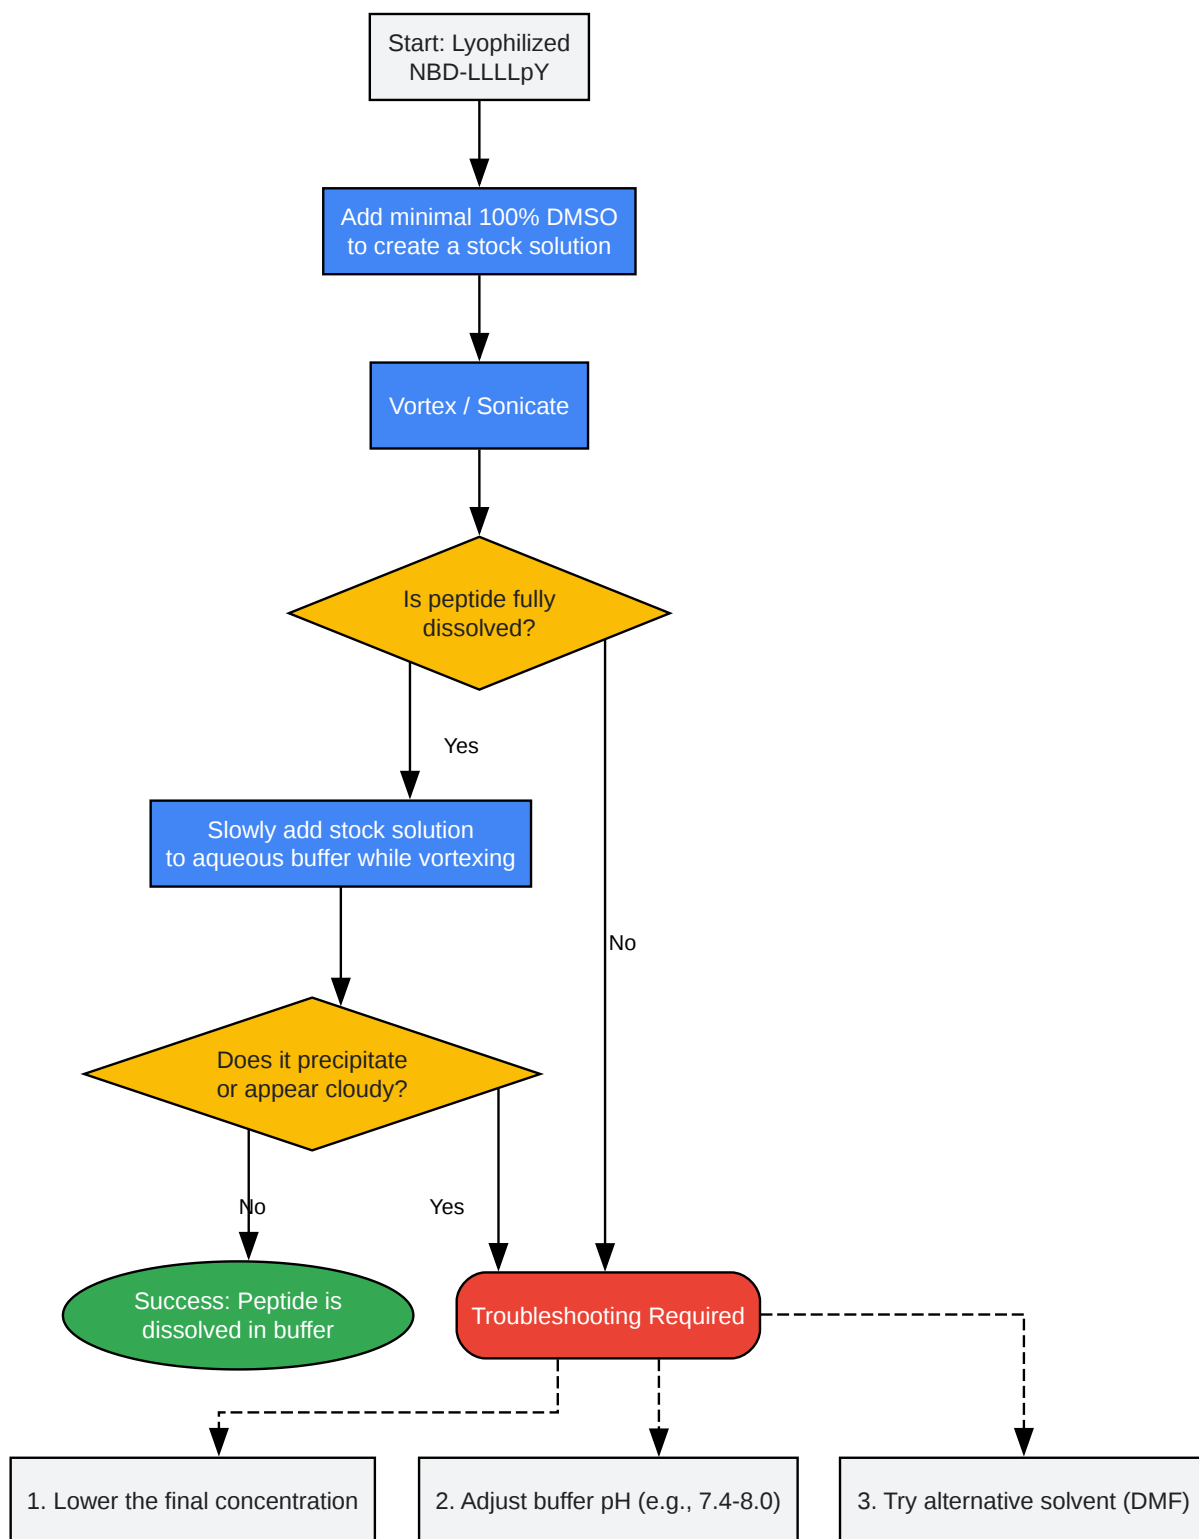 Start: Lyophilized
NBD-LLLLpY
Add minimal 100% DMSO
to create a stock solution
Vortex / Sonicate
Is peptide fully
dissolved?
Yes
Slowly add stock solution
to aqueous buffer while vortexing
No
Does it precipitate
or appear cloudy?
No
Yes
Success: Peptide is
dissolved in buffer
Troubleshooting Required
1. Lower the final concentration
2. Adjust buffer pH (e.g., 7.4-8.0)
3. Try alternative solvent (DMF)